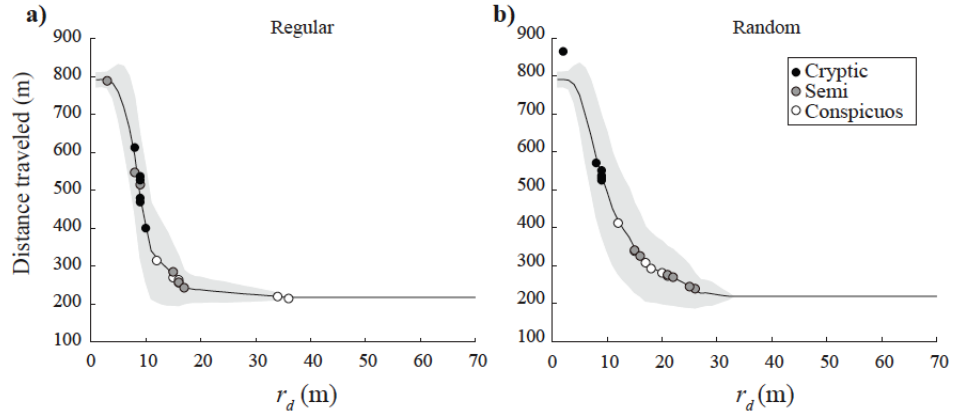 a)
Regular
Distance traveled (m)
900
800
700
600
500
400
300
200
100
0 10 20 30 40 50 60 70
r_d (m)
b)
Random
Cryptic
Semi
Conspicuos
900
800
700
600
500
400
300
200
100
0 10 20 30 40 50 60 70
r_d (m)